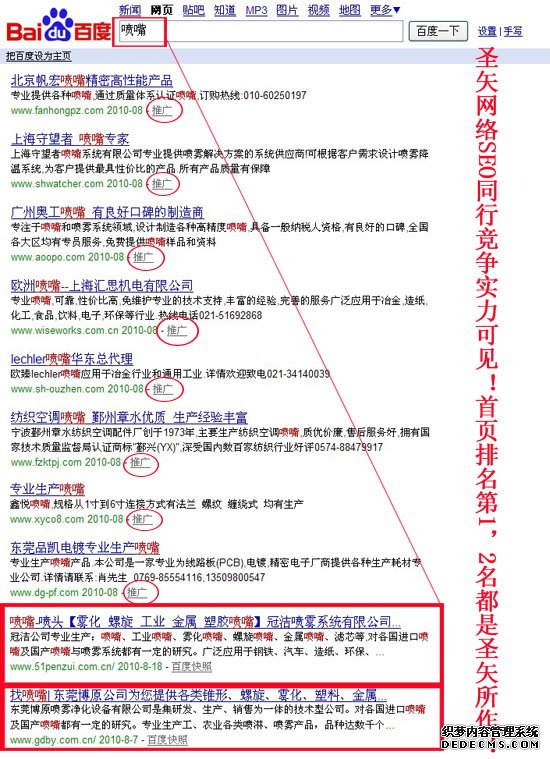 新闻 网页 贴吧 知道 MP3 图片 视频 地图 更多▼
Bai du 百度
喷嘴
百度一下
设置 | 手写
把百度设为主页
北京帆宏喷嘴精密高性能产品
专业提供各种喷嘴,通过质量体系认证喷嘴,订购热线:010-60250197
www.fanhongpz.com 2010-08 - 推广
上海守望者 喷嘴专家
上海守望者喷嘴系统有限公司专业提供喷雾解决方案的系统供应商!可根据客户需求设计喷雾降
温系统,为客户提供最具性价比的产品.所有产品质量有保障
www.shwatcher.com 2010-08 - 推广
广州奥工喷嘴 有良好口碑的制造商
专注于喷嘴和喷雾系统领域,设计制造各种高精度喷嘴,具备一般纳税人资格,有良好的口碑,全国
各大区均有专员服务,免费提供喷嘴样品和资料
www.aoopo.com 2010-08 - 推广
欧洲喷嘴--上海汇思机电有限公司
专业喷嘴,可靠,性价比高,免维护专业的技术支持,丰富的经验,完善的服务广泛应用于冶金,造纸,
化工,食品,饮料,电子,环保等行业.热线电话021-51692868
www.wiseworks.com.cn 2010-08 - 推广
lechler喷嘴华东总代理
欧臻lechler喷嘴应用于冶金行业和通用工业.详情欢迎致电021-34140039
www.sh-ouzhen.com 2010-08 - 推广
纺织空调喷嘴 鄞州章水优质 生产经验丰富
宁波鄞州章水纺织空调配件厂创于1973年,主要生产纺织空调喷嘴,质优价廉,售后服务好,拥有国
家技术质量监督局认证商标"鄞兴(YX)",深受国内数百家纺织行业好评0574-88479917
www.fzktpj.com 2010-08 - 推广
专业生产喷嘴
鑫悦喷嘴,规格从1寸到6寸连接方式有法兰 螺纹 缠绕式 均有生产
www.xyco8.com 2010-08 - 推广
东莞品凯电镀专业生产喷嘴
专业生产喷嘴产品.本公司是一家专业为线路板(PCB),电镀,精密电子厂商提供各种生产耗材专
业公司.详情请联系:肖先生 0769-85554116,13509800547
www.dg-pf.com 2010-08 - 推广
喷嘴-喷头【雾化 螺旋 工业 金属 塑胶喷嘴】冠洁喷雾系统有限公司...
冠洁公司专业生产：喷嘴、工业喷嘴、雾化喷嘴、螺旋喷嘴、金属喷嘴、滤芯等,对各国进口喷
嘴及国产喷嘴与喷雾系统都有一定的研究。广泛应用于钢铁、汽车、造纸、环保、...
www.51penzui.com.cn/ 2010-8-18 - 百度快照
找喷嘴| 东莞博原公司为您提供各类锥形、螺旋、雾化、塑料、金属...
东莞博原喷雾净化设备有限公司是集研发、生产、销售为一体的技术型公司。对各国进口喷嘴
及国产喷嘴都有一定的研究。专业生产工、农业各类喷淋、喷雾产品，品种达数千个...
www.gdby.com.cn/ 2010-8-7 - 百度快照
圣矢网络SEO同行竞争实力可见！首页排名第1，2名都是圣矢所作！
织梦内容管理系统
DEDECMS.COM